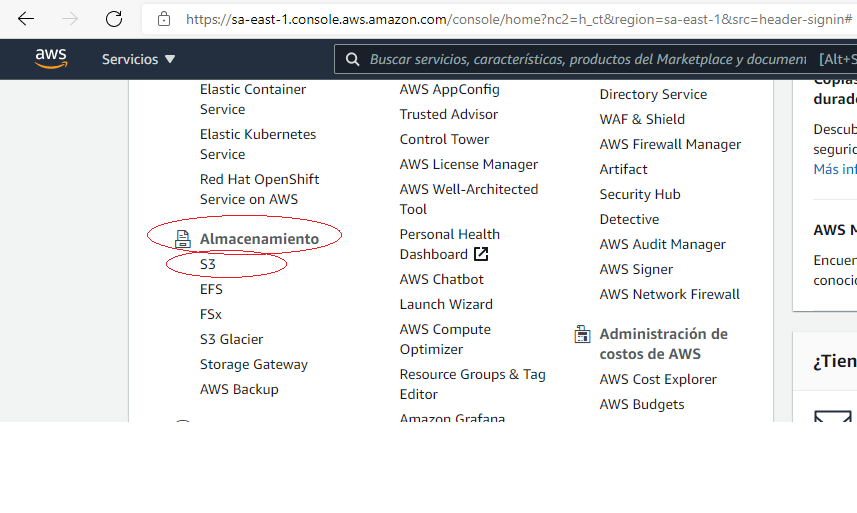 https://sa-east-1.console.aws.amazon.com/console/home?nc2=h_ct&region=sa-east-1&src=header-signin#
aws
Servicios
Buscar servicios, características, productos del Marketplace y document
[Alt+S
Elastic Container
Service
Elastic Kubernetes
Service
Red Hat OpenShift
Service on AWS
Almacenamiento
S3
EFS
FSx
S3 Glacier
Storage Gateway
AWS Backup
AWS AppConfig
Trusted Advisor
Control Tower
AWS License Manager
AWS Well-Architected
Tool
Personal Health
Dashboard
AWS Chatbot
Launch Wizard
AWS Compute
Optimizer
Resource Groups & Tag
Editor
Amazon Grafana
Directory Service
WAF & Shield
AWS Firewall Manager
Artifact
Security Hub
Detective
AWS Audit Manager
AWS Signer
AWS Network Firewall
Administración de
costos de AWS
AWS Cost Explorer
AWS Budgets
Copias
durade
Descub
segurid
Más inf
AWS M
Encuen
conocio
¿Tien